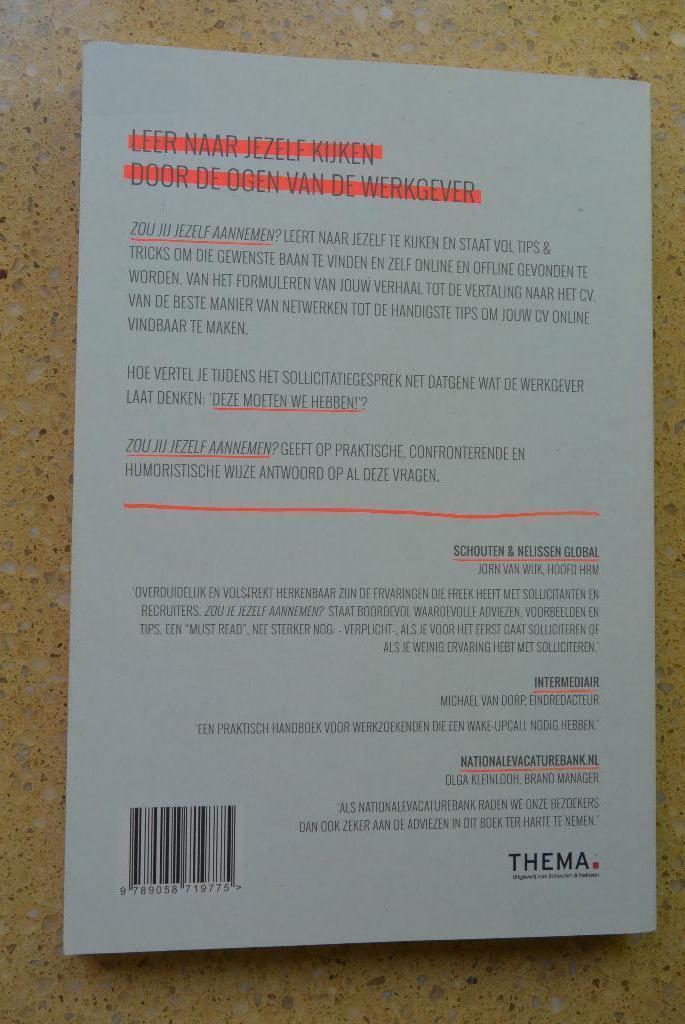 LEER NAAR JEZELF KIJKEN
DOOR DE OGEN VAN DE WERKGEVER
ZOU JIJ JEZELF AANNEMEN? LEERT NAAR JEZELF TE KIJKEN EN STAAT VOL TIPS &
TRICKS OM DIE GEWENSTE BAAN TE VINDEN EN ZELF ONLINE EN OFFLINE GEVONDEN TE
WORDEN. VAN HET FORMULEREN VAN JOUW VERHAAL TOT DE VERTALING NAAR HET CV.
VAN DE BESTE MANIER VAN NETWERKEN TOT DE HANDIGSTE TIPS OM JOUW CV ONLINE
VINDBAAR TE MAKEN.
HOE VERTEL JE TIJDENS HET SOLLICITATIEGESPREK NET DATGENE WAT DE WERKGEVER
LAAT DENKEN: 'DEZE MOETEN WE HEBBEN!'?
ZOU JIJ JEZELF AANNEMEN? GEEFT OP PRAKTISCHE, CONFRONTERENDE EN
HUMORISTISCHE WIJZE ANTWOORD OP AL DEZE VRAGEN.
SCHOUTEN & NELISSEN GLOBAL
JORN VAN WIJK, HOOFD HRM
'OVERDUIDELIJK EN VOLSTREKT HERKENBAAR ZIJN DE ERVARINGEN DIE FREEK HEEFT MET SOLLICITANTEN EN
RECRUITERS. ZOU JE JEZELF AANNEMEN? STAAT BOORDEVOL WAARDEVOLLE ADVIEZEN, VOORBEELDEN EN
TIPS. EEN "MUST READ", NEE STERKER NOG: - VERPLICHT-, ALS JE VOOR HET EERST GAAT SOLLICITEREN OF
ALS JE WEINIG ERVARING HEBT MET SOLLICITEREN.'
INTERMEDIAIR
MICHAEL VAN DORP, EINDREDACTEUR
'EEN PRAKTISCH HANDBOEK VOOR WERKZOEKENDEN DIE EEN WAKE-UPCALL NODIG HEBBEN.'
NATIONALEVACATUREBANK.NL
OLGA KLEINLOOH, BRAND MANAGER
'ALS NATIONALEVACATUREBANK RADEN WE ONZE BEZOEKERS
DAN OOK ZEKER AAN DE ADVIEZEN IN DIT BOEK TER HARTE TE NEMEN.'
THEMA.
Uitgeverij van Schouten & Nelissen
9 789058 719775 >